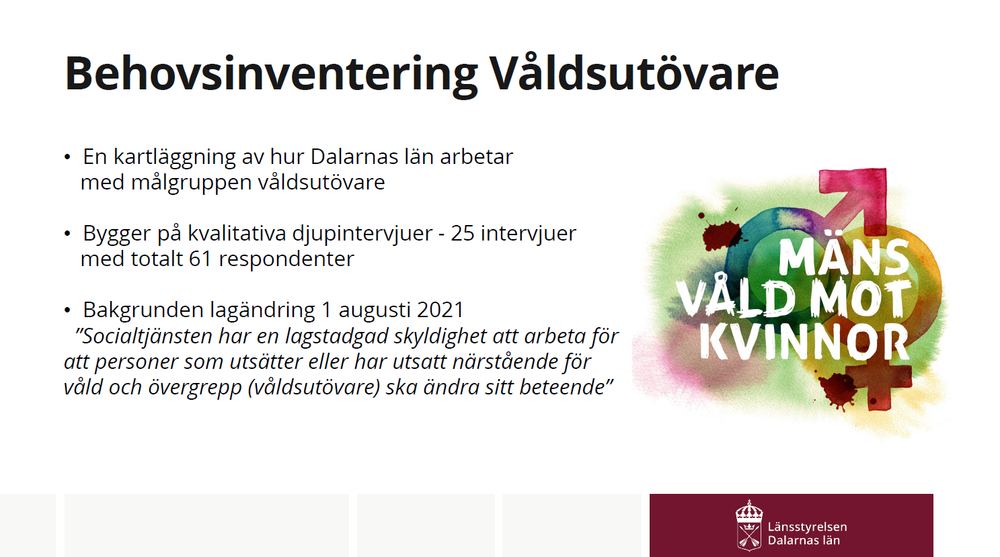 Behovsinventering Våldsutövare
• En kartläggning av hur Dalarnas län arbetar
med målgruppen våldsutövare
• Bygger på kvalitativa djupintervjuer - 25 intervjuer
med totalt 61 respondenter
• Bakgrunden lagändring 1 augusti 2021
”Socialtjänsten har en lagstadgad skyldighet att arbeta för
att personer som utsätter eller har utsatt närstående för
våld och övergrepp (våldsutövare) ska ändra sitt beteende”
MÄNS
VÅLD MOT
KVINNOR
Länsstyrelsen
Dalarnas län